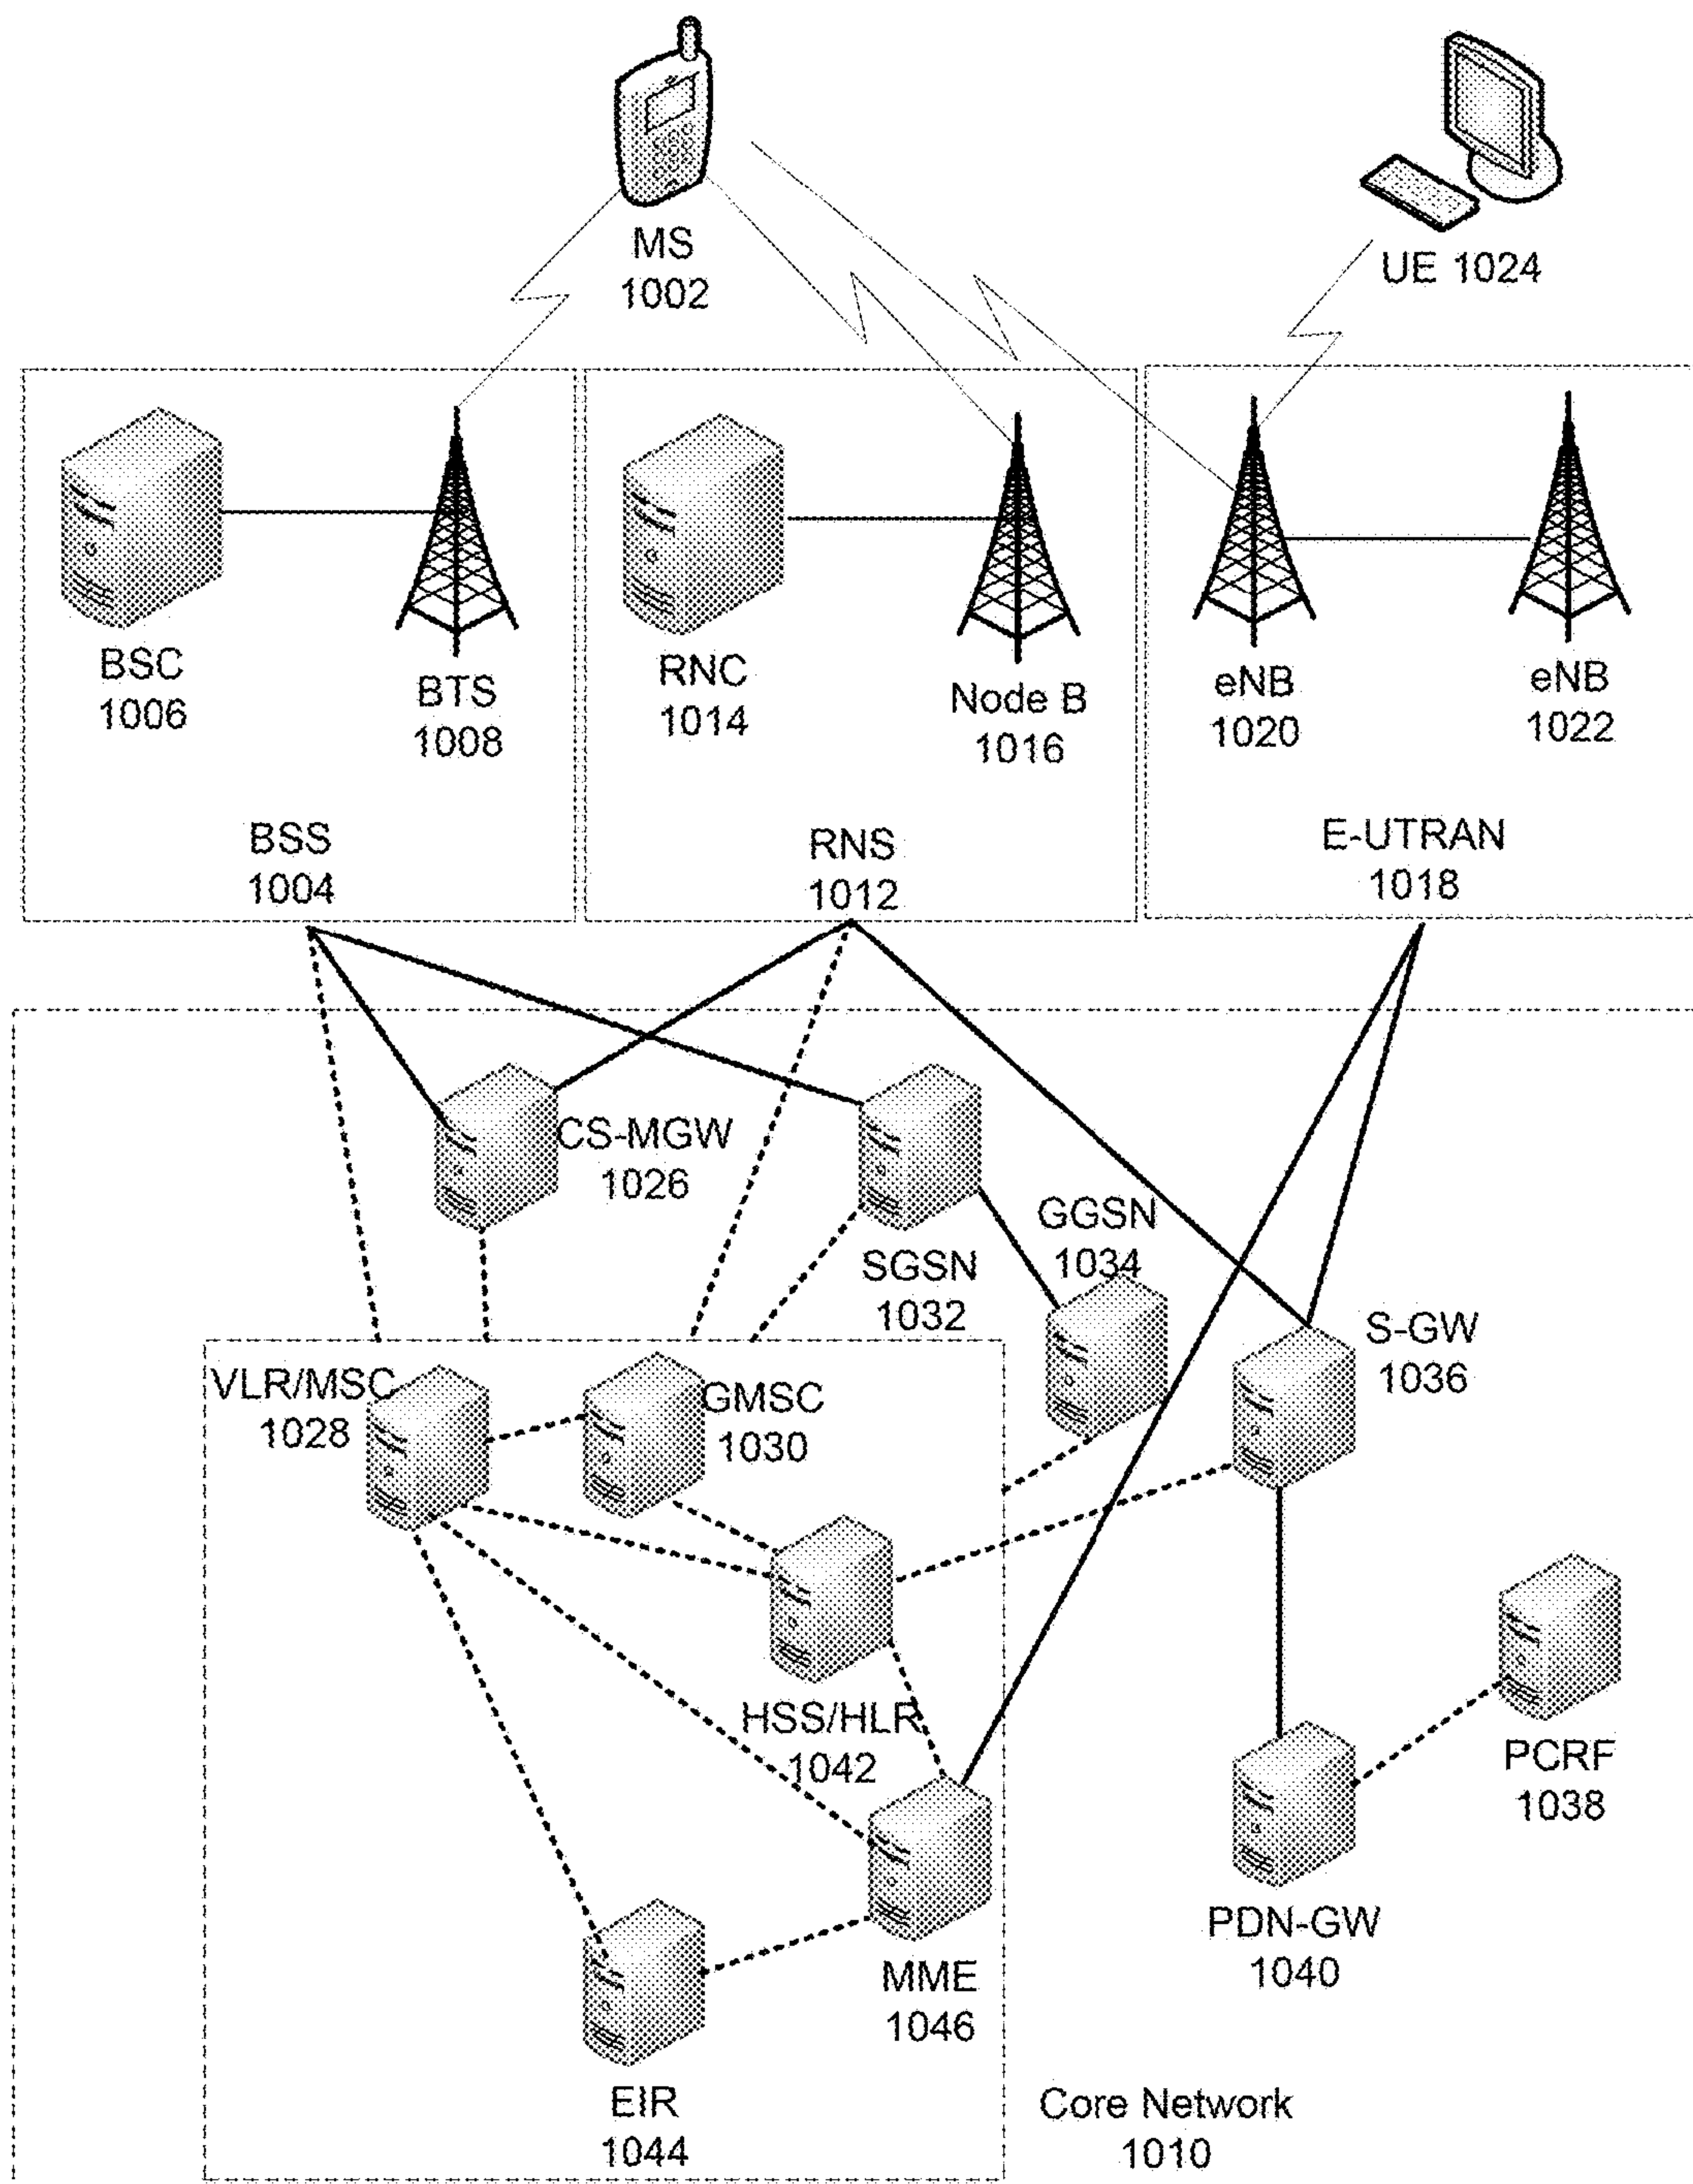 MS
1002
UE 1024
BSC
1006
BTS
1008
RNC
1014
Node B
1016
eNB
1020
eNB
1022
BSS
1004
RNS
1012
E-UTRAN
1018
CS-MGW
1026
SGSN
1032
GGSN
1034
S-GW
1036
VLR/MSC
1028
GMSC
1030
HSS/HLR
1042
PCRF
1038
PDN-GW
1040
MME
1046
EIR
1044
Core Network
1010